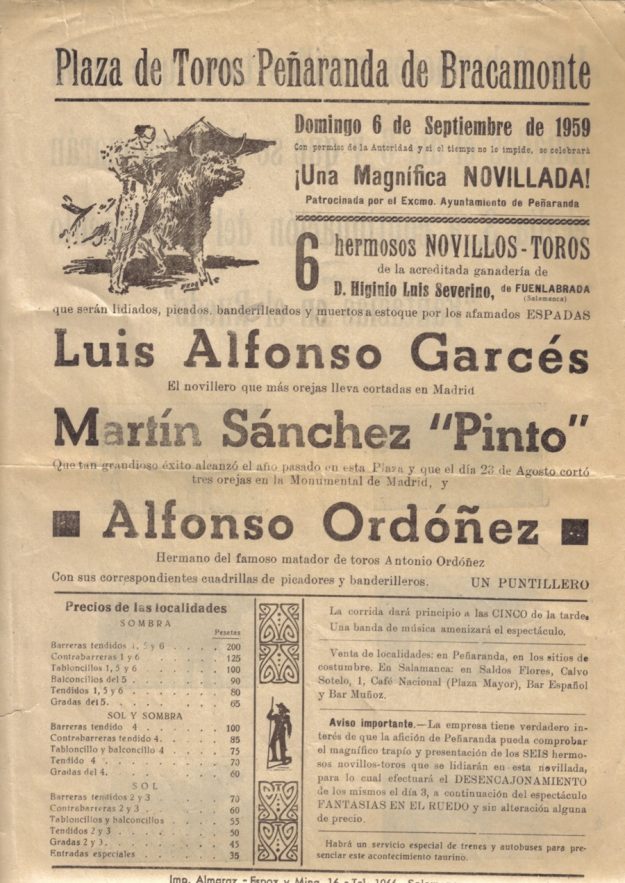 Plaza de Toros Peñaranda de Bracamonte
Domingo 6 de Septiembre de 1959
Con permiso de la Autoridad y si el tiempo no lo impide, se celebrará
¡Una Magnífica NOVILLADA!
Patrocinada por el Excmo. Ayuntamiento de Peñaranda
6 hermosos NOVILLOS-TOROS
de la acreditada ganadería de
D. Higinio Luis Severino, de FUENLABRADA
(Salamanca)
que serán lidiados, picados, banderilleados y muertos a estoque por los afamados ESPADAS
Luis Alfonso Garcés
El novillero que más orejas lleva cortadas en Madrid
Martín Sánchez "Pinto"
Que tan grandioso éxito alcanzó el año pasado en esta Plaza y que el día 23 de Agosto cortó
tres orejas en la Monumental de Madrid, y
Alfonso Ordóñez
Hermano del famoso matador de toros Antonio Ordóñez
Con sus correspondientes cuadrillas de picadores y banderilleros. UN PUNTILLERO
Precios de las localidades
SOMBRA
Pesetas
Barreras tendidos 1, 5 y 6 . . . . 200
Contrabarreras 1 y 6 . . . . 125
Tabloncillos 1, 5 y 6 . . . . 100
Balconcillos del 5 . . . . 90
Tendidos 1, 5 y 6 . . . . 80
Gradas del 5. . . . . 65
SOL Y SOMBRA
Barreras tendido 4 . . . . 100
Contrabarreras tendido 4. . . . . 85
Tabloncillo y balconcillo 4 . . . . 75
Tendido 4 . . . . 70
Gradas del 4. . . . . 60
SOL
Barreras tendidos 2 y 3 . . . . 70
Contrabarreras 2 y 3 . . . . 60
Tabloncillos y balconcillos . . . . 55
Tendidos 2 y 3 . . . . 50
Gradas 2 y 3. . . . . 45
Entradas especiales . . . . 35
La corrida dará principio a las CINCO de la tarde.
Una banda de música amenizará el espectáculo.
Venta de localidades: en Peñaranda, en los sitios de
costumbre. En Salamanca: en Saldos Flores, Calvo
Sotelo, 1, Café Nacional (Plaza Mayor), Bar Español
y Bar Muñoz.
Aviso importante.—La empresa tiene verdadero
interés de que la afición de Peñaranda pueda comprobar
el magnífico trapío y presentación de los SEIS hermo-
sos novillos-toros que se lidiarán en esta novillada,
para lo cual efectuará el DESENCAJONAMIENTO
de los mismos el día 3, a continuación del espectáculo
FANTASIAS EN EL RUEDO y sin alteración alguna
de precio.
Habrá un servicio especial de trenes y autobuses para pre-
senciar este acontecimiento taurino.
Imp. Almaraz - Espoz y Mina, 16 - Tel.